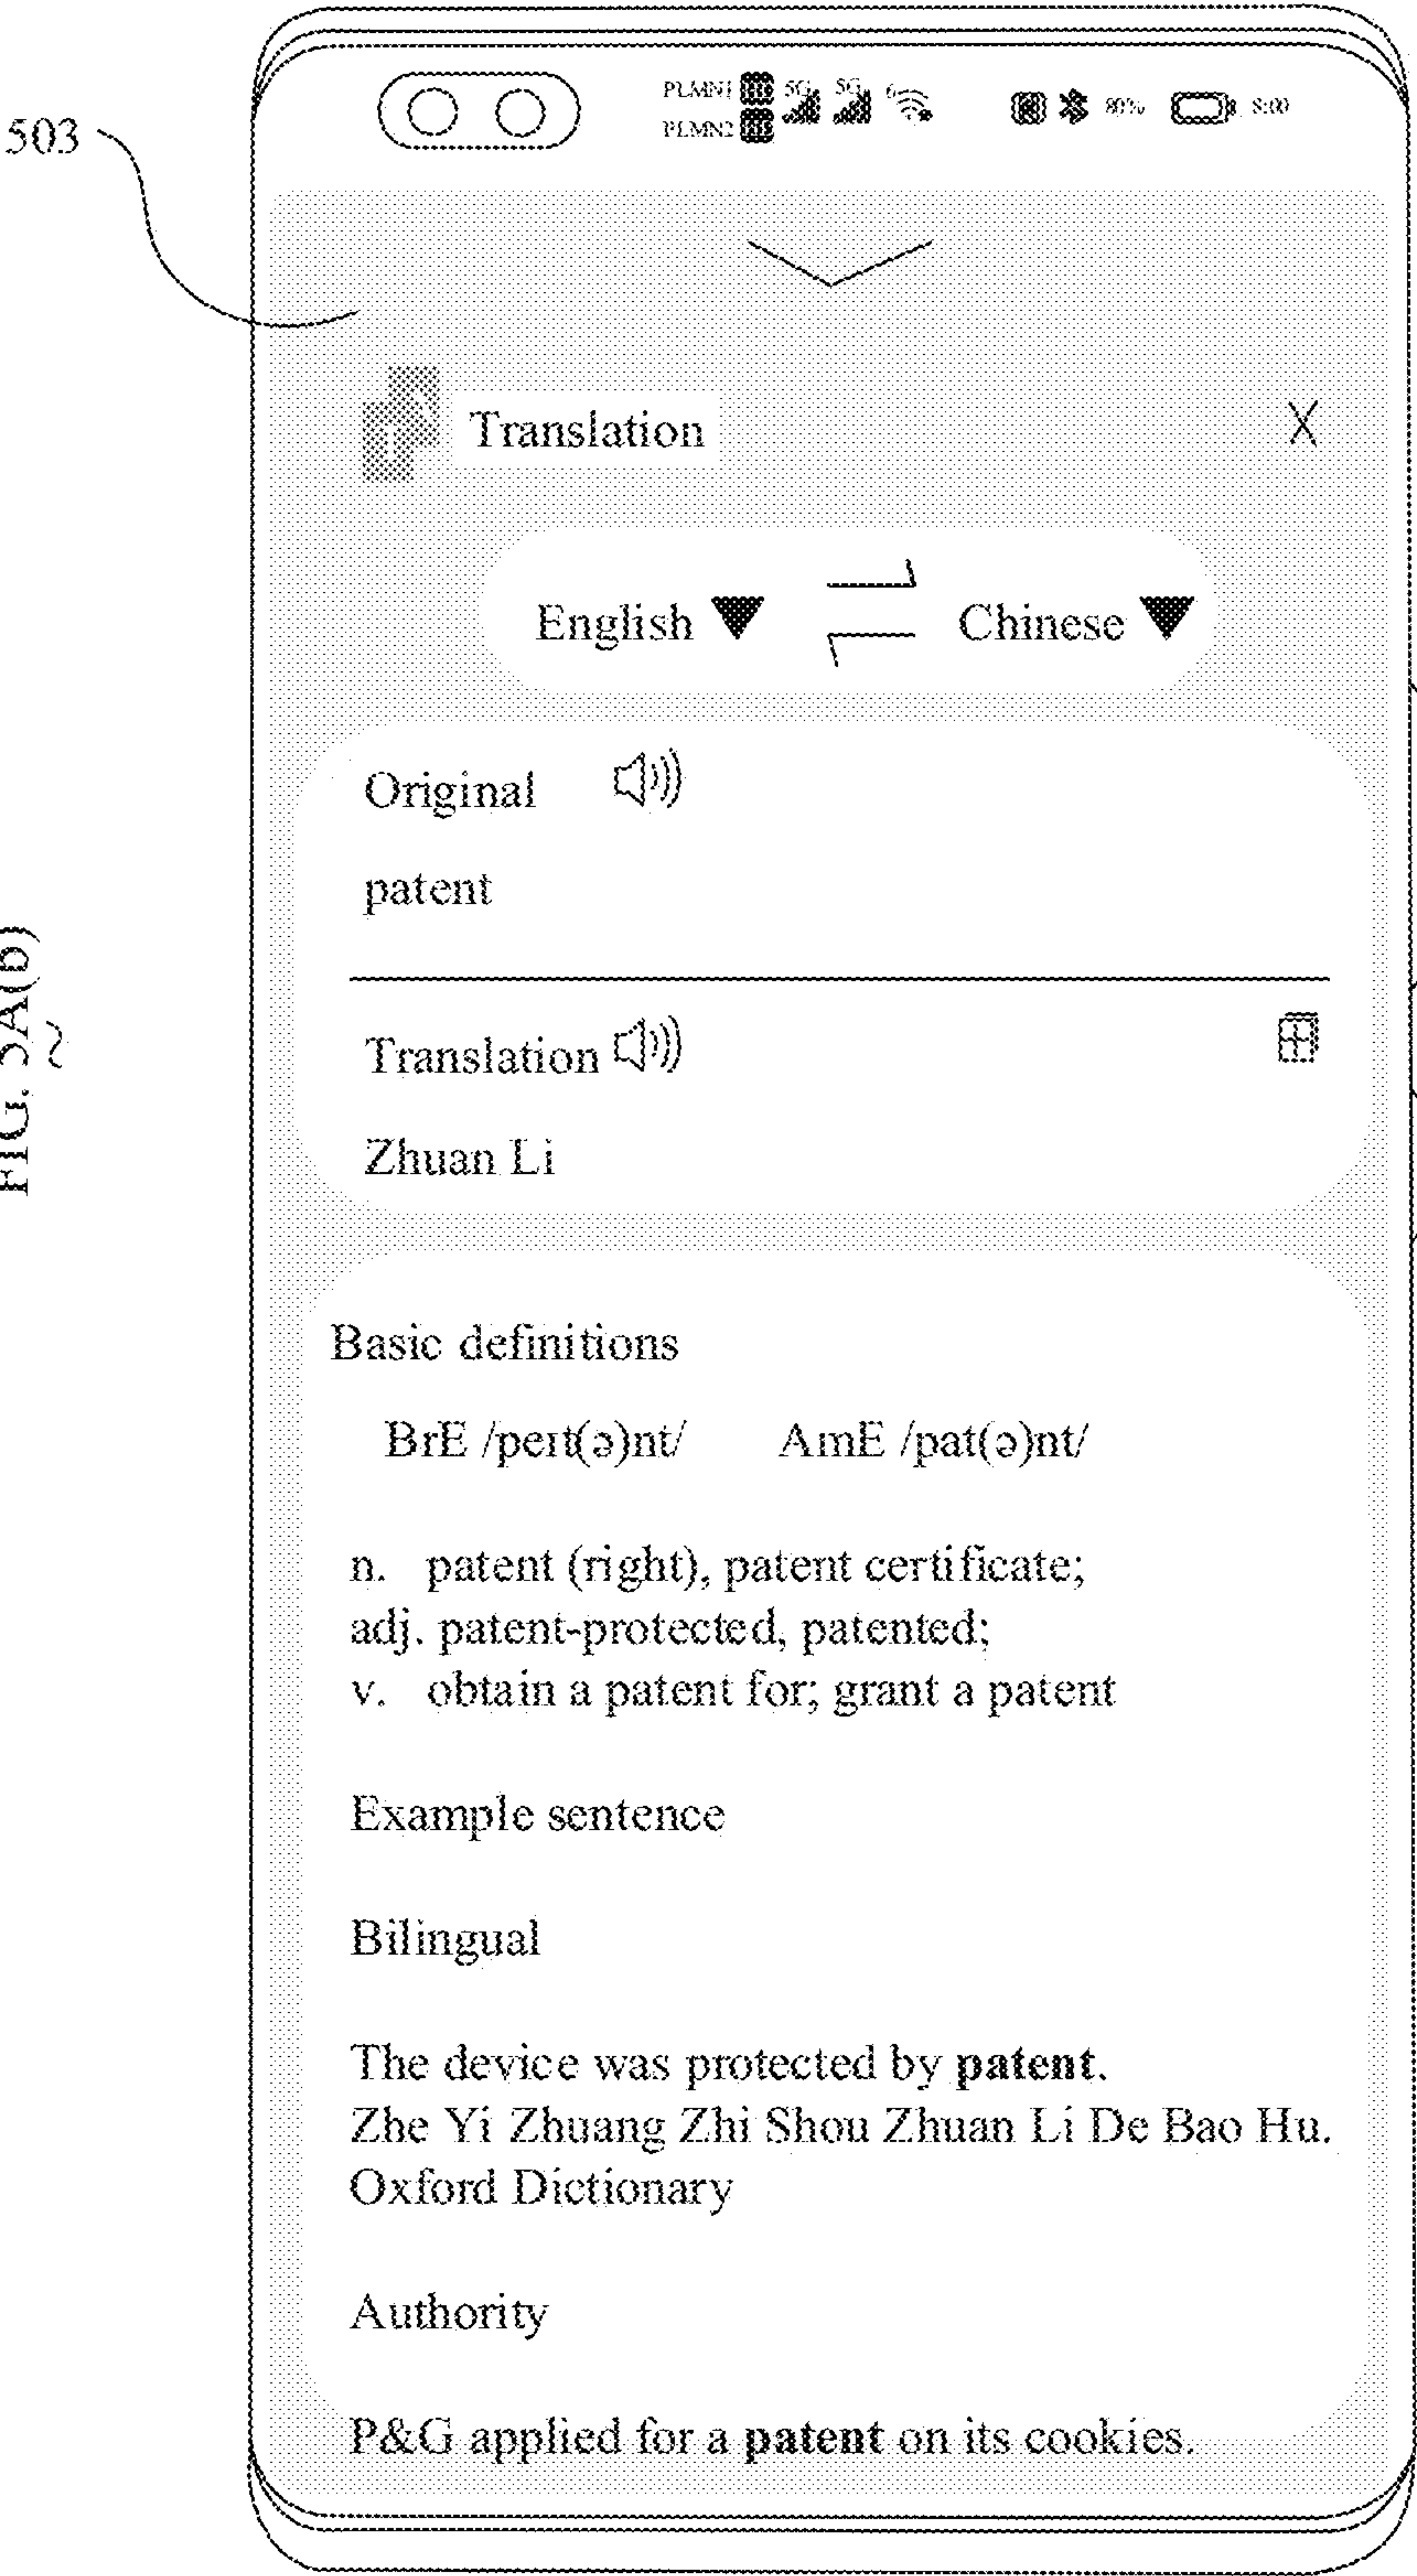 503
PLMN1 5G 5G 6 80% 8:00
PLMN2
Translation X
English Chinese
Original
patent
Translation
Zhuan Li
Basic definitions
BrE /peɪt(ə)nt/ AmE /pat(ə)nt/
n. patent (right), patent certificate;
adj. patent-protected, patented;
v. obtain a patent for; grant a patent
Example sentence
Bilingual
The device was protected by patent.
Zhe Yi Zhuang Zhi Shou Zhuan Li De Bao Hu.
Oxford Dictionary
Authority
P&G applied for a patent on its cookies.
FIG. 5A(b)